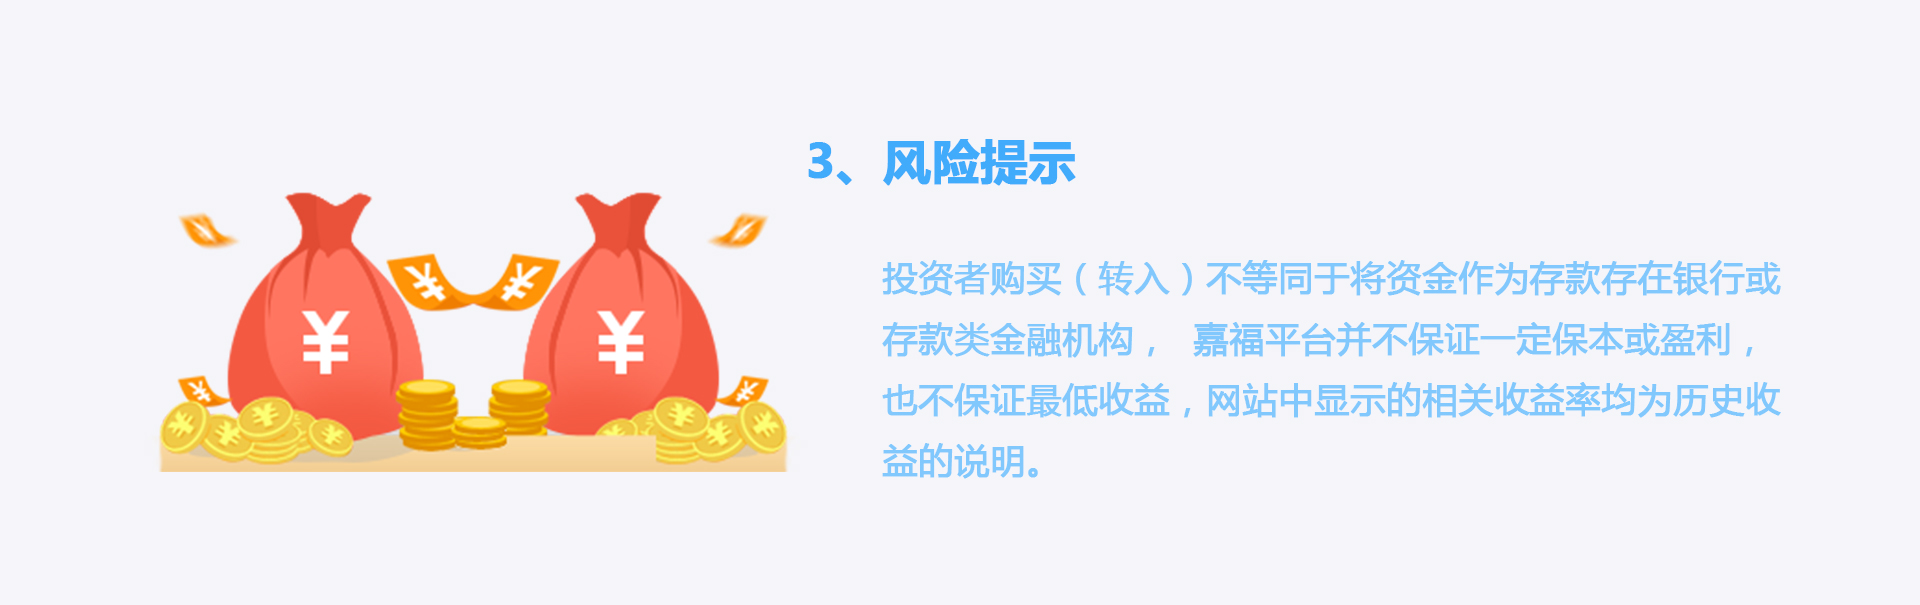 3、风险提示
投资者购买（转入）不等同于将资金作为存款存在银行或
存款类金融机构， 嘉福平台并不保证一定保本或盈利，
也不保证最低收益，网站中显示的相关收益率均为历史收
益的说明。
¥ ¥
¥ ¥